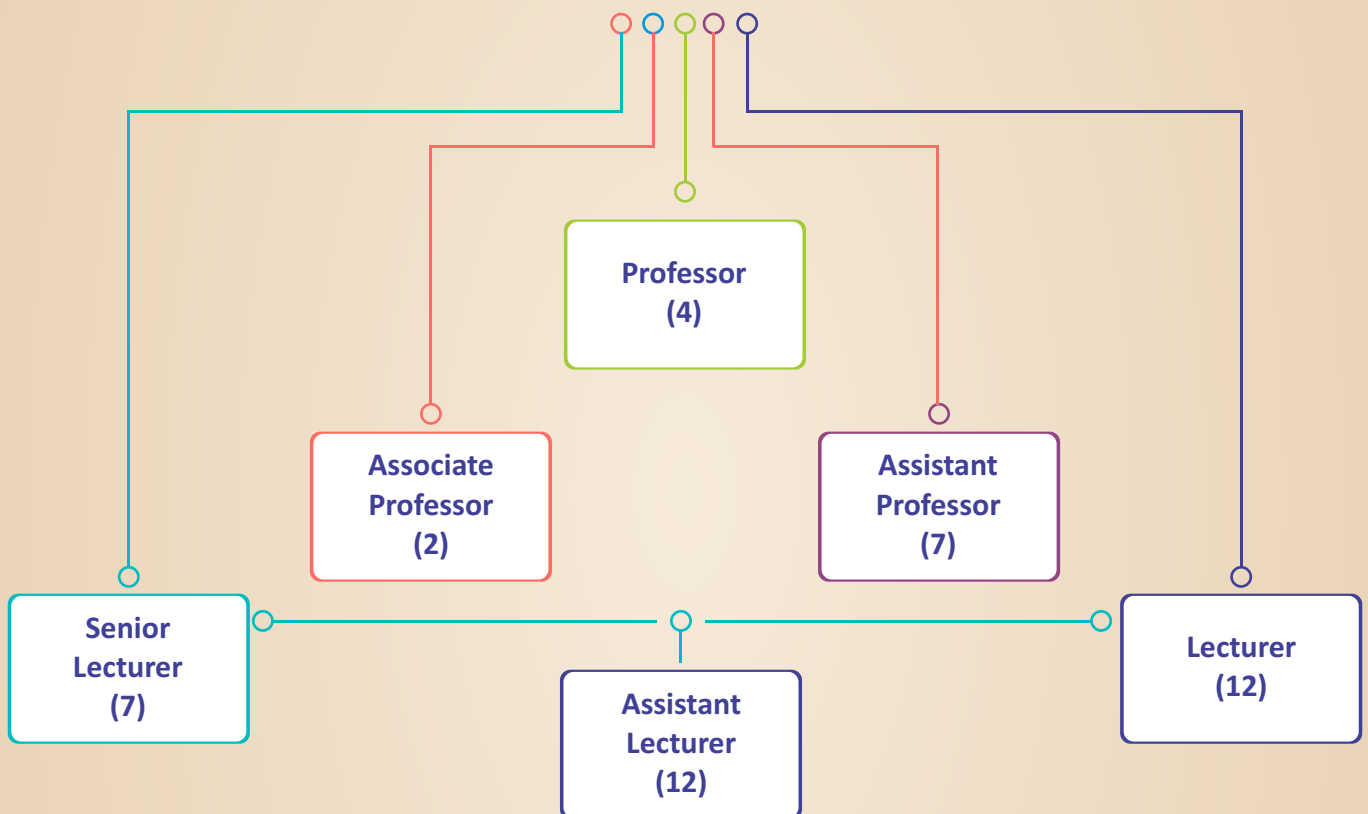 Professor
(4)
Associate
Professor
(2)
Assistant
Professor
(7)
Senior
Lecturer
(7)
Lecturer
(12)
Assistant
Lecturer
(12)